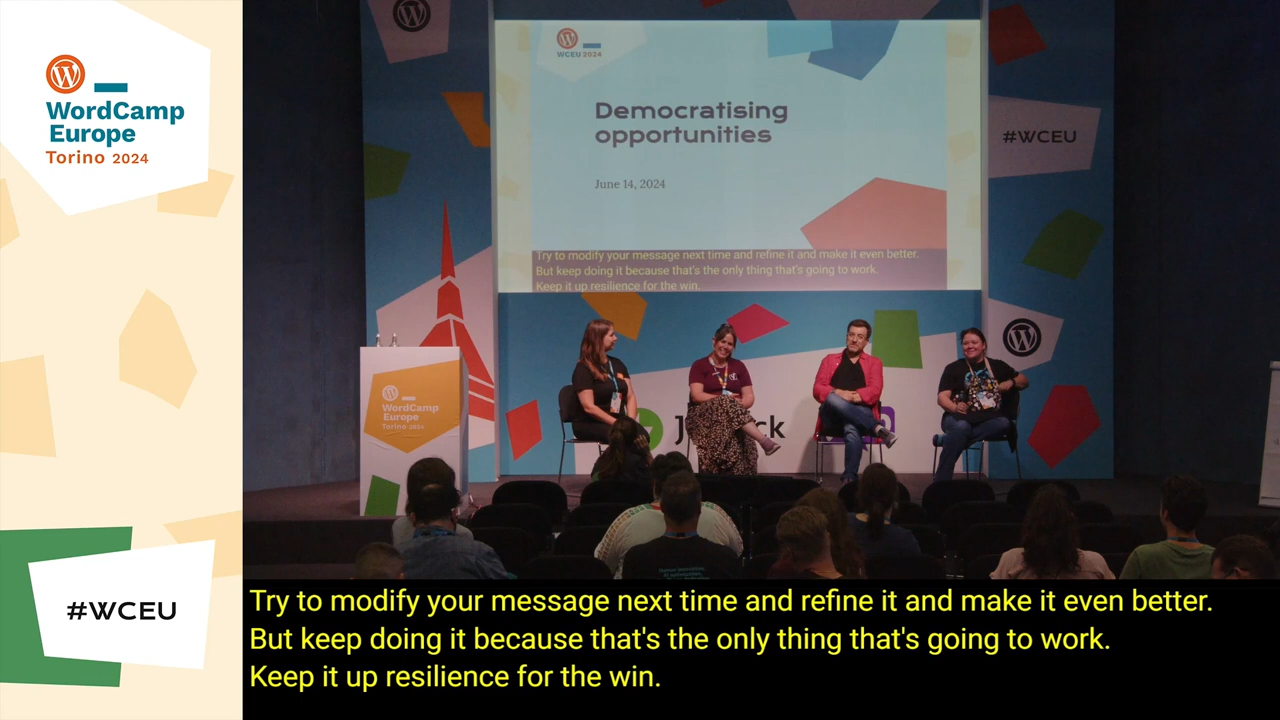 WordCamp
Europe
Torino 2024
#WCEU
WCEU 2024
Democratising
opportunities
June 14, 2024
Try to modify your message next time and refine it and make it even better.
But keep doing it because that's the only thing that's going to work.
Keep it up resilience for the win.
#WCEU
WordCamp
Europe
Torino 2024
Try to modify your message next time and refine it and make it even better.
But keep doing it because that's the only thing that's going to work.
Keep it up resilience for the win.